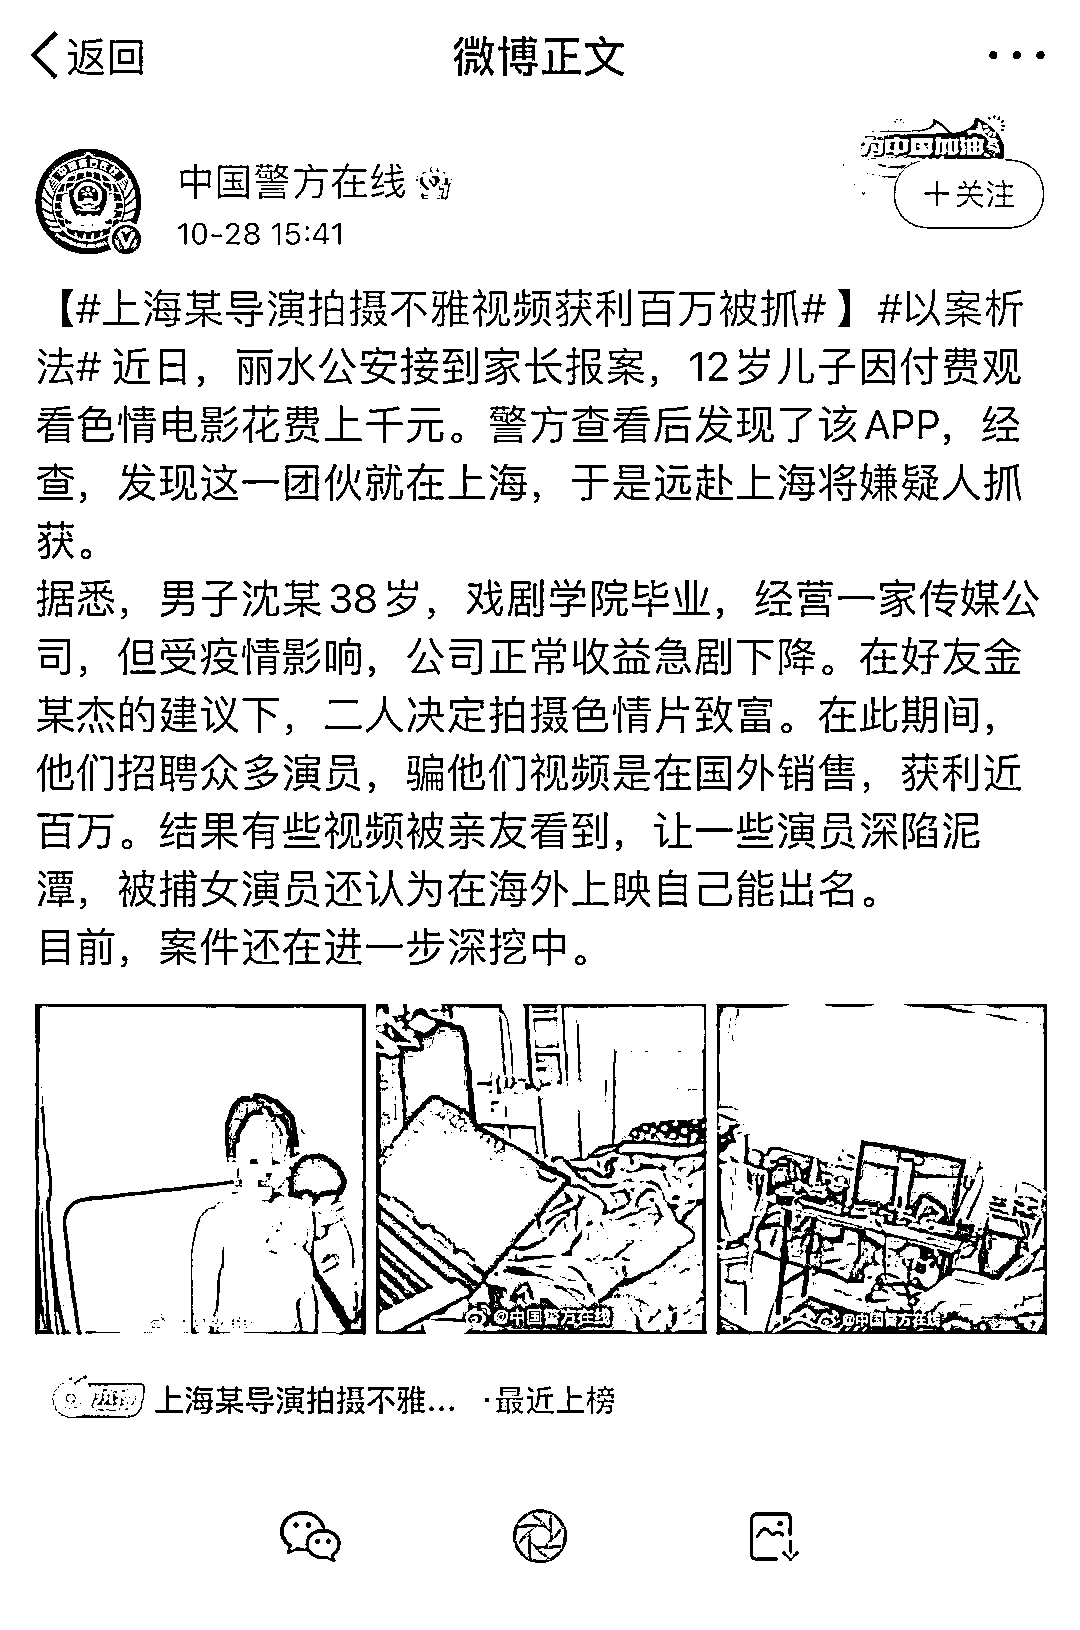 返回
微博正文
为中国加油
中国警方在线
10-28 15:41
+关注
【#上海某导演拍摄不雅视频获利百万被抓#】#以案析
法# 近日，丽水公安接到家长报案，12岁儿子因付费观
看色情电影花费上千元。警方查看后发现了该APP，经
查，发现这一团伙就在上海，于是远赴上海将嫌疑人抓
获。
据悉，男子沈某38岁，戏剧学院毕业，经营一家传媒公
司，但受疫情影响，公司正常收益急剧下降。在好友金
某杰的建议下，二人决定拍摄色情片致富。在此期间，
他们招聘众多演员，骗他们视频是在国外销售，获利近
百万。结果有些视频被亲友看到，让一些演员深陷泥
潭，被捕女演员还认为在海外上映自己能出名。
目前，案件还在进一步深挖中。
@中国警方在线
@中国警方在线
上海某导演拍摄不雅... ·最近上榜